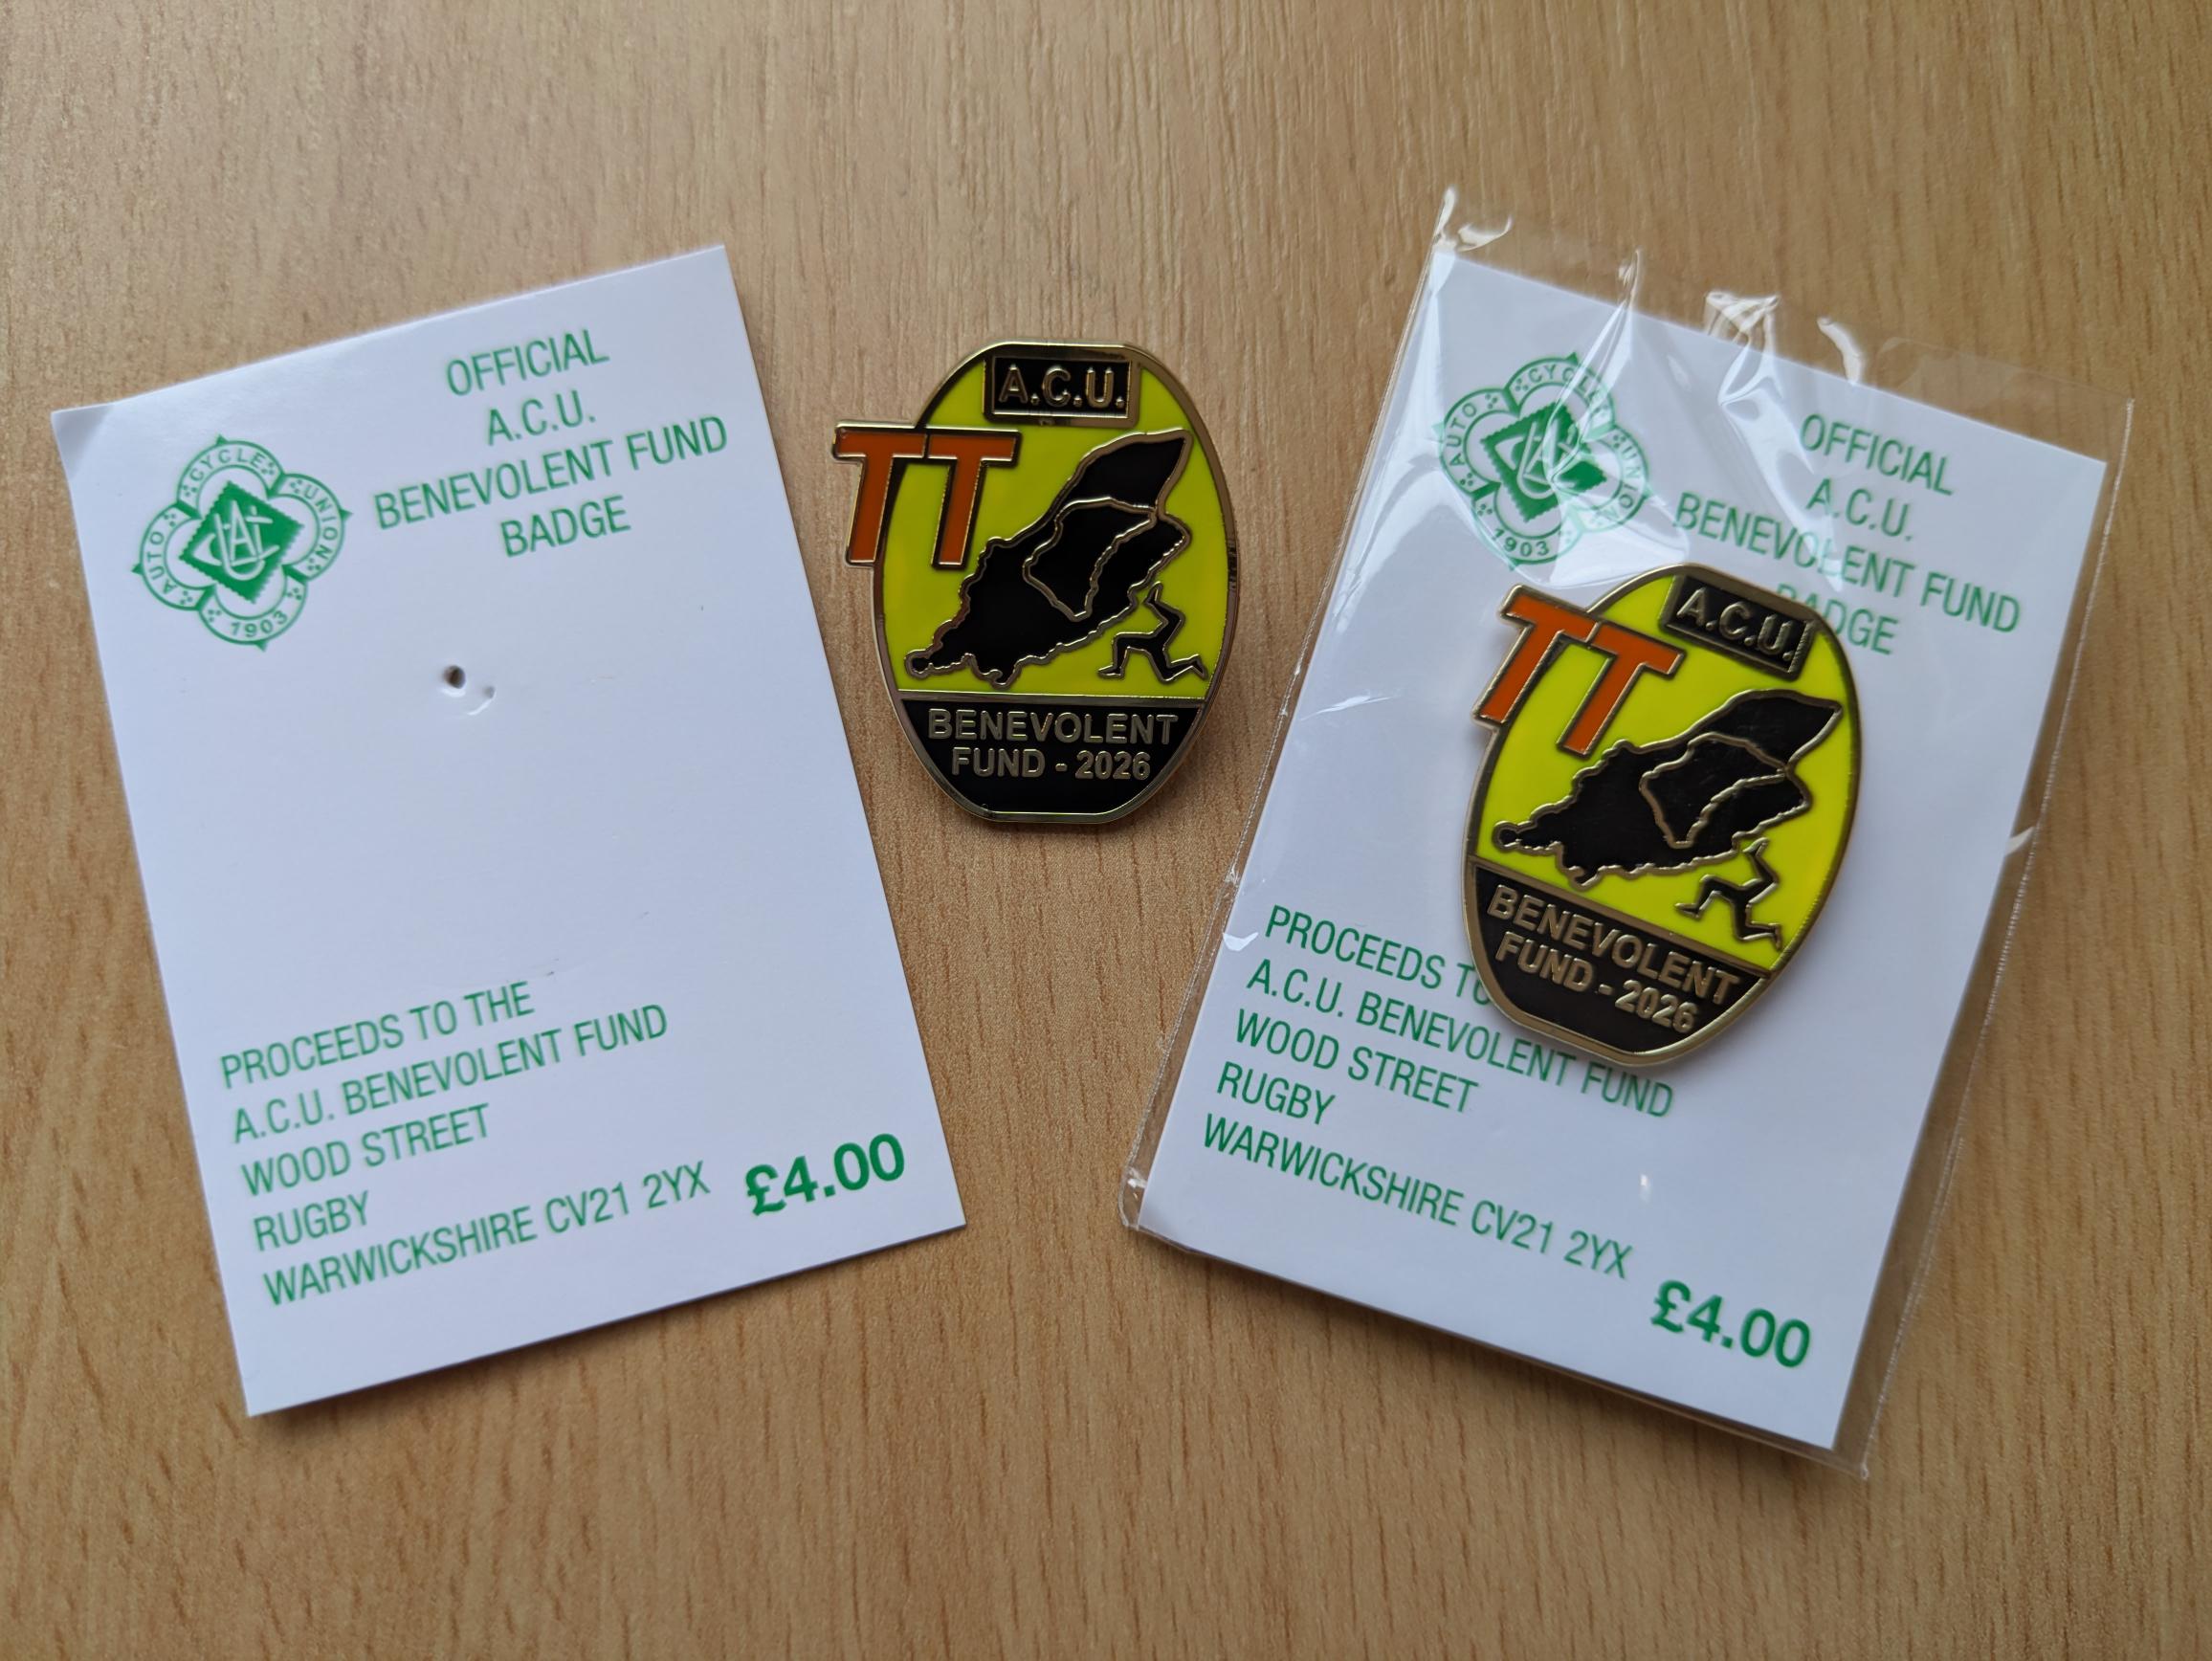 OFFICIAL
A.C.U.
BENEVOLENT FUND
BADGE
AUTO CYCLE UNION
1903
PROCEEDS TO THE
A.C.U. BENEVOLENT FUND
WOOD STREET
RUGBY
WARWICKSHIRE CV21 2YX
£4.00
A.C.U.
TT
BENEVOLENT
FUND - 2026
AUTO CYCLE UNION
1903
OFFICIAL
A.C.U.
BENEVOLENT FUND
A.C.U.
TT
BENEVOLENT
FUND - 2026
PROCEEDS
A.C.U. BENEVOLENT FUND
WOOD STREET
RUGBY
WARWICKSHIRE CV21 2YX
£4.00